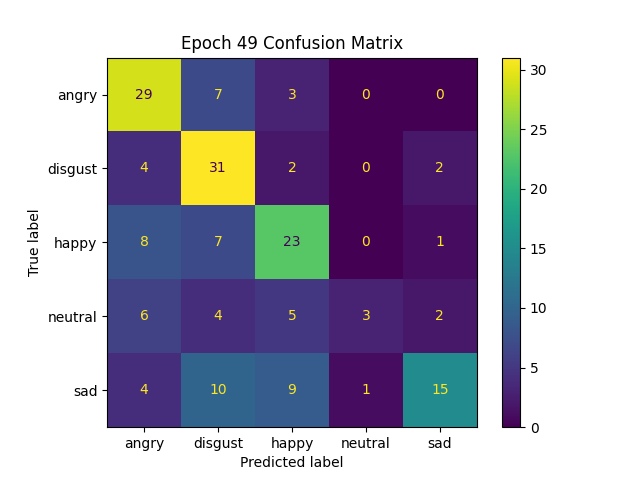 Epoch 49 Confusion Matrix
True label
angry 29 7 3 0 0
disgust 4 31 2 0 2
happy 8 7 23 0 1
neutral 6 4 5 3 2
sad 4 10 9 1 15
angry disgust happy neutral sad
Predicted label
30
25
20
15
10
5
0